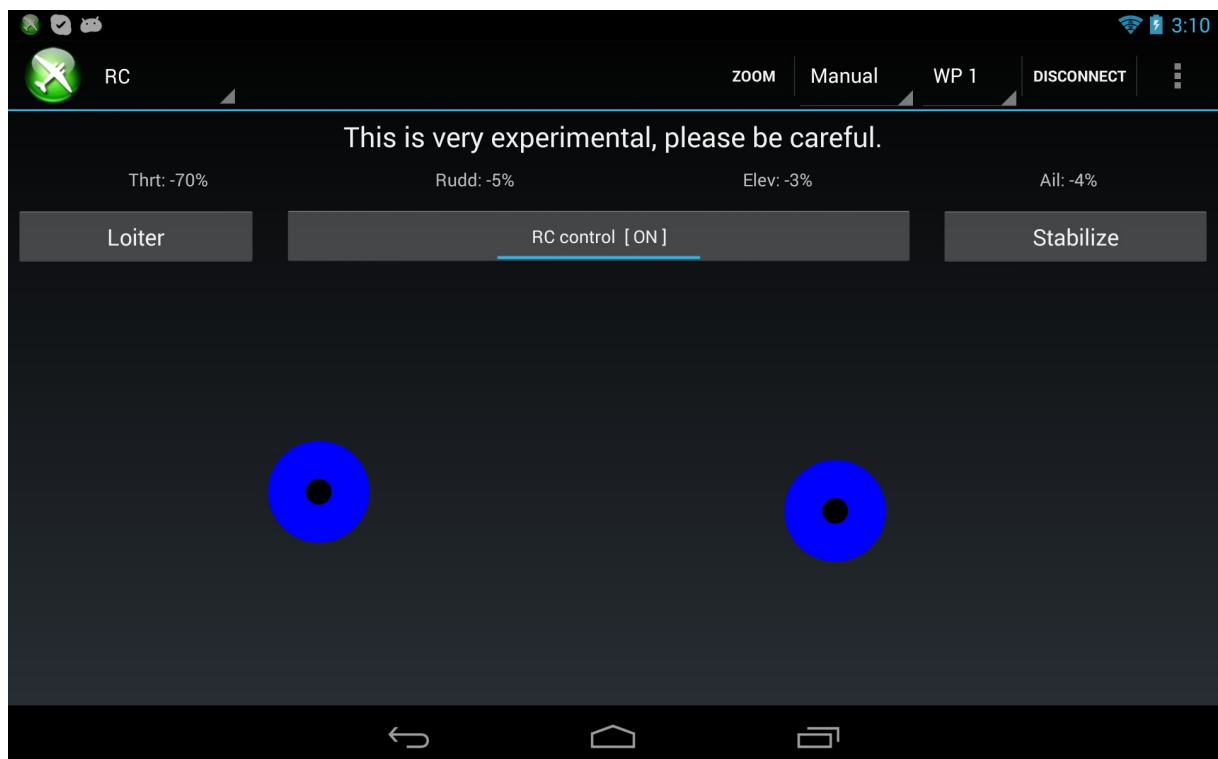 3:10
RC ZOOM Manual WP 1 DISCONNECT
This is very experimental, please be careful.
Thrt: -70% Rudd: -5% Elev: -3% Ail: -4%
Loiter RC control [ ON ] Stabilize